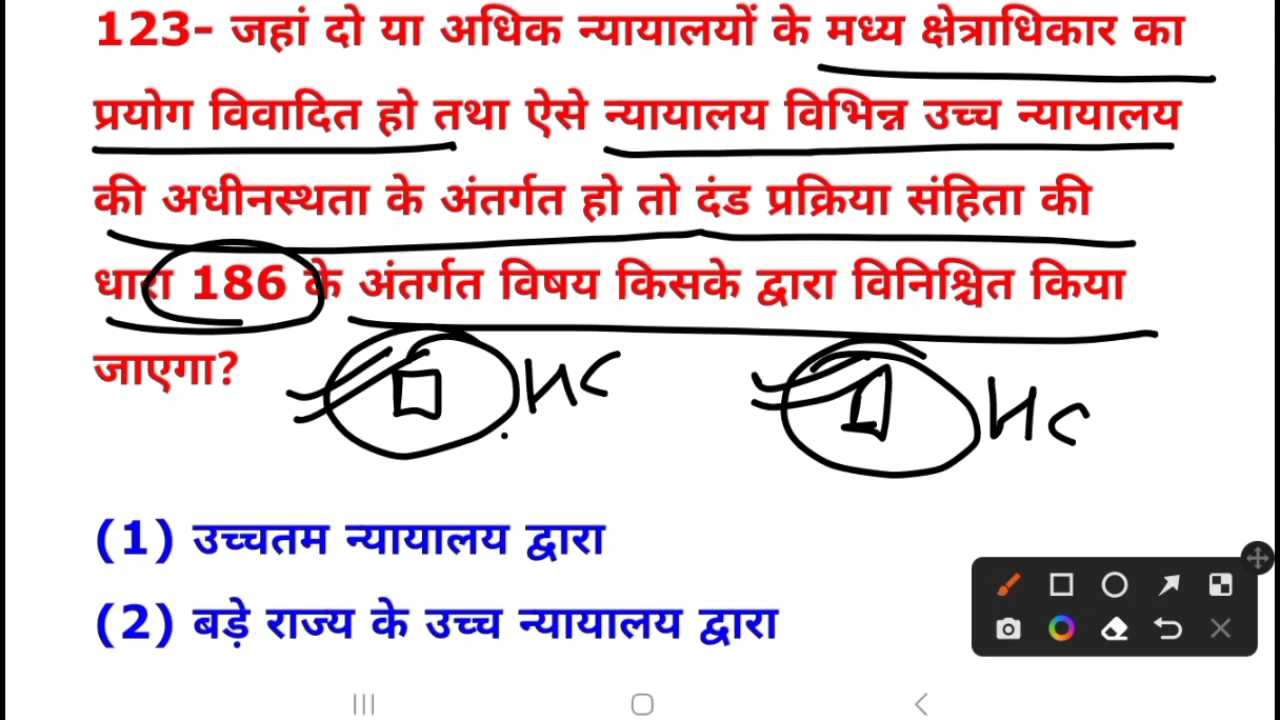 123- जहां दो या अधिक न्यायालयों के मध्य क्षेत्राधिकार का
प्रयोग विवादित हो तथा ऐसे न्यायालय विभिन्न उच्च न्यायालय
की अधीनस्थता के अंतर्गत हो तो दंड प्रक्रिया संहिता की
धारा 186 के अंतर्गत विषय किसके द्वारा विनिश्चित किया
जाएगा?
HC HC
(1) उच्चतम न्यायालय द्वारा
(2) बड़े राज्य के उच्च न्यायालय द्वारा